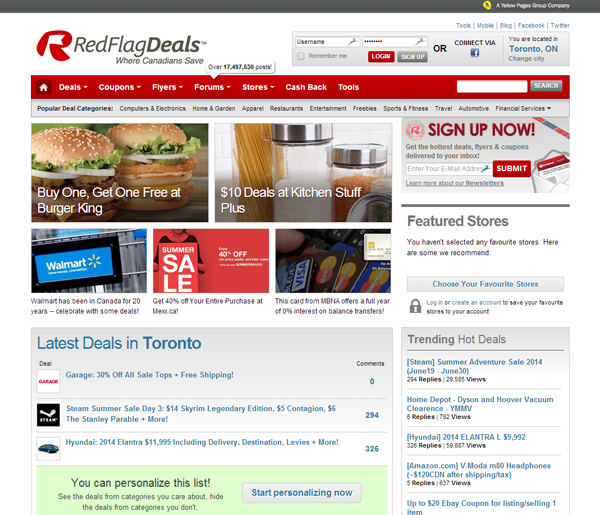 A Yellow Pages Group Company
Tools | Mobile | Blog | Facebook | Twitter
RedFlagDeals™
Where Canadians Save
Username
••••••••
Remember me
LOGIN
SIGN UP
OR
CONNECT VIA
f
You are located in
Toronto, ON
Change city
Over 17,497,530 posts!
Deals
Coupons
Flyers
Forums
Stores
Cash Back
Tools
SEARCH
Popular Deal Categories:
Computers & Electronics
Home & Garden
Apparel
Restaurants
Entertainment
Freebies
Sports & Fitness
Travel
Automotive
Financial Services
Buy One, Get One Free at
Burger King
$10 Deals at Kitchen Stuff
Plus
SIGN UP NOW!
Get the hottest deals, flyers & coupons
delivered to your inbox!
Enter Your E-Mail Address
SUBMIT
Learn more about our Newsletters
Walmart
Save money. Live better.
SUMMER
SALE
Enjoy
40% OFF
VISA
Walmart has been in Canada for 20
years -- celebrate with some deals!
Get 40% off Your Entire Purchase at
Mexx.ca!
This card from MBNA offers a full year
of 0% interest on balance transfers!
Featured Stores
You haven't selected any favourite stores. Here
are some we recommend:
Choose Your Favourite Stores
Log in or create an account to save your favourite
stores to your account!
Latest Deals in Toronto
Deal
Comments
GARAGE
Garage: 30% Off All Sale Tops + Free Shipping!
0
STEAM
Steam Summer Sale Day 3: $14 Skyrim Legendary Edition, $5 Contagion, $6
The Stanley Parable + More!
294
Hyundai: 2014 Elantra $11,995 Including Delivery, Destination, Levies + More!
326
You can personalize this list!
See the deals from categories you care about, hide
the deals from categories you don't.
Start personalizing now
Trending Hot Deals
[Steam] Summer Adventure Sale 2014
(June19 - June30)
294 Replies | 29,585 Views
Home Depot - Dyson and Hoover Vacuum
Clearence - YMMV
6 Replies | 782 Views
[Hyundai] 2014 ELANTRA L $9,992
326 Replies | 59,887 Views
[Amazon.com] V-Moda m80 Headphones
(~$120CDN after shipping/tax)
5 Replies | 637 Views
Up to $20 Ebay Coupon for listing/selling 1
item